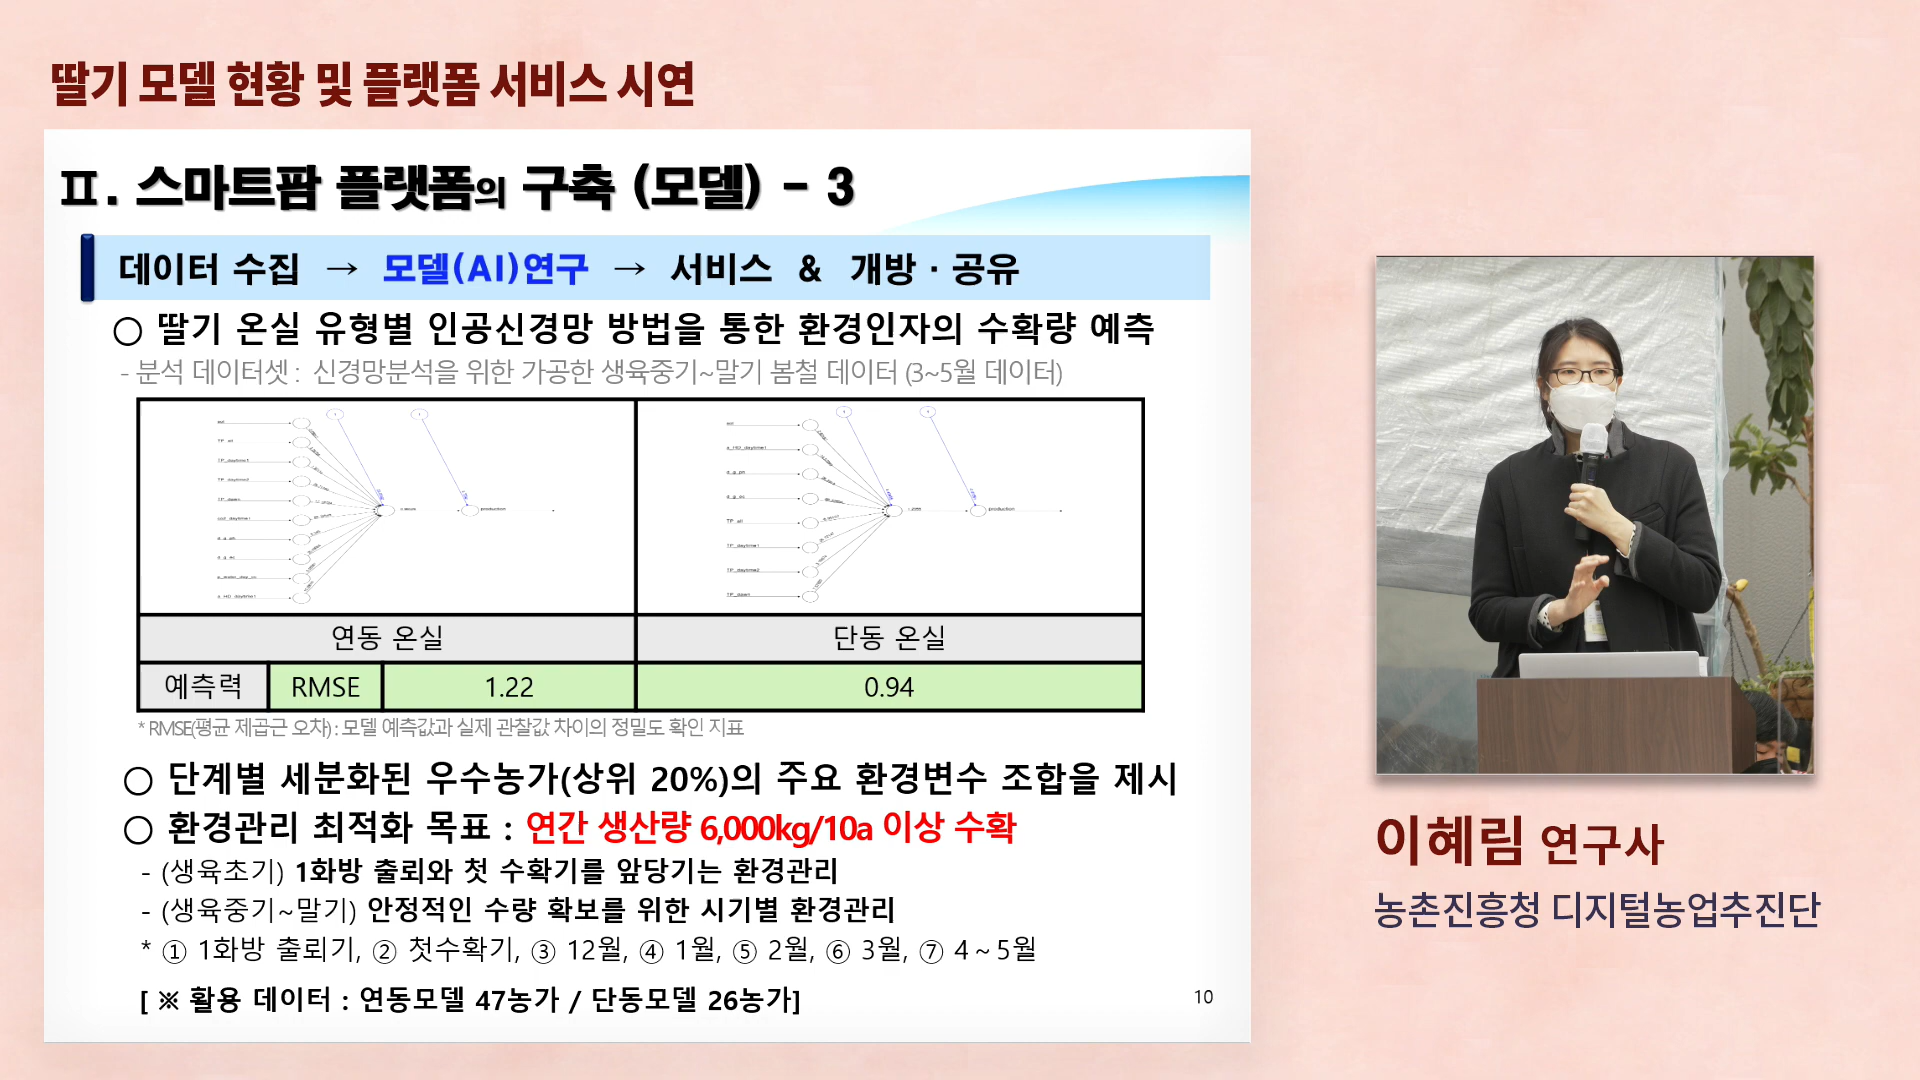 딸기 모델 현황 및 플랫폼 서비스 시연
Ⅱ. 스마트팜 플랫폼의 구축 (모델) - 3
데이터 수집 → 모델(AI)연구 → 서비스 & 개방 · 공유
○ 딸기 온실 유형별 인공신경망 방법을 통한 환경인자의 수확량 예측
- 분석 데이터셋 : 신경망분석을 위한 가공한 생육중기~말기 봄철 데이터 (3~5월 데이터)
production
production
연동 온실 단동 온실
예측력 RMSE 1.22 0.94
* RMSE(평균 제곱근 오차) : 모델 예측값과 실제 관찰값 차이의 정밀도 확인 지표
○ 단계별 세분화된 우수농가(상위 20%)의 주요 환경변수 조합을 제시
○ 환경관리 최적화 목표 : 연간 생산량 6,000kg/10a 이상 수확
- (생육초기) 1화방 출뢰와 첫 수확기를 앞당기는 환경관리
- (생육중기~말기) 안정적인 수량 확보를 위한 시기별 환경관리
* ① 1화방 출뢰기, ② 첫수확기, ③ 12월, ④ 1월, ⑤ 2월, ⑥ 3월, ⑦ 4~5월
[ ※ 활용 데이터 : 연동모델 47농가 / 단동모델 26농가]
10
이혜림 연구사
농촌진흥청 디지털농업추진단